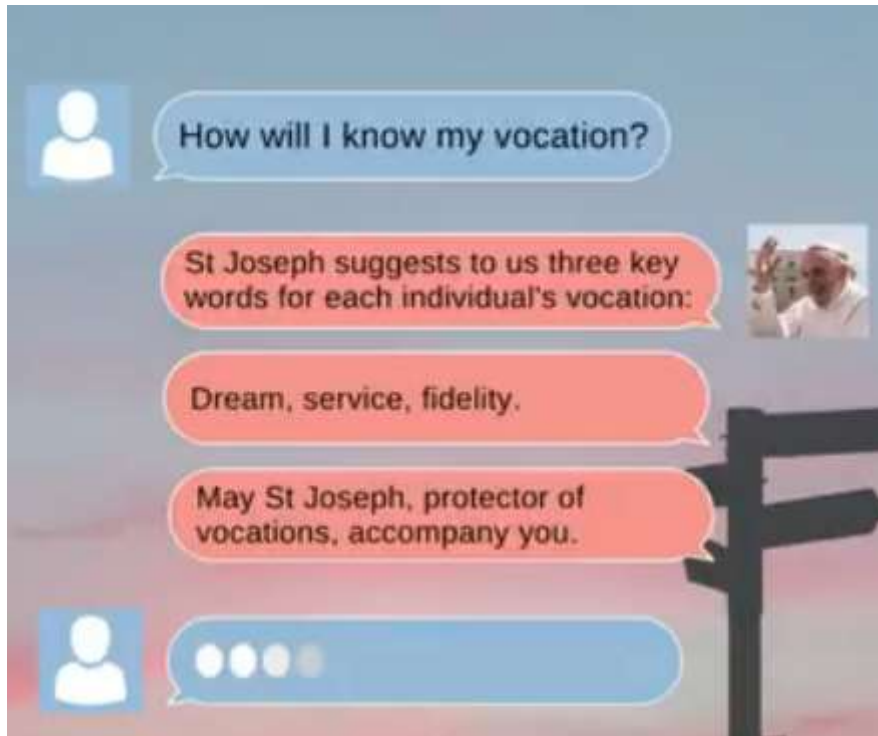 How will I know my vocation?
St Joseph suggests to us three key
words for each individual's vocation:
Dream, service, fidelity.
May St Joseph, protector of
vocations, accompany you.